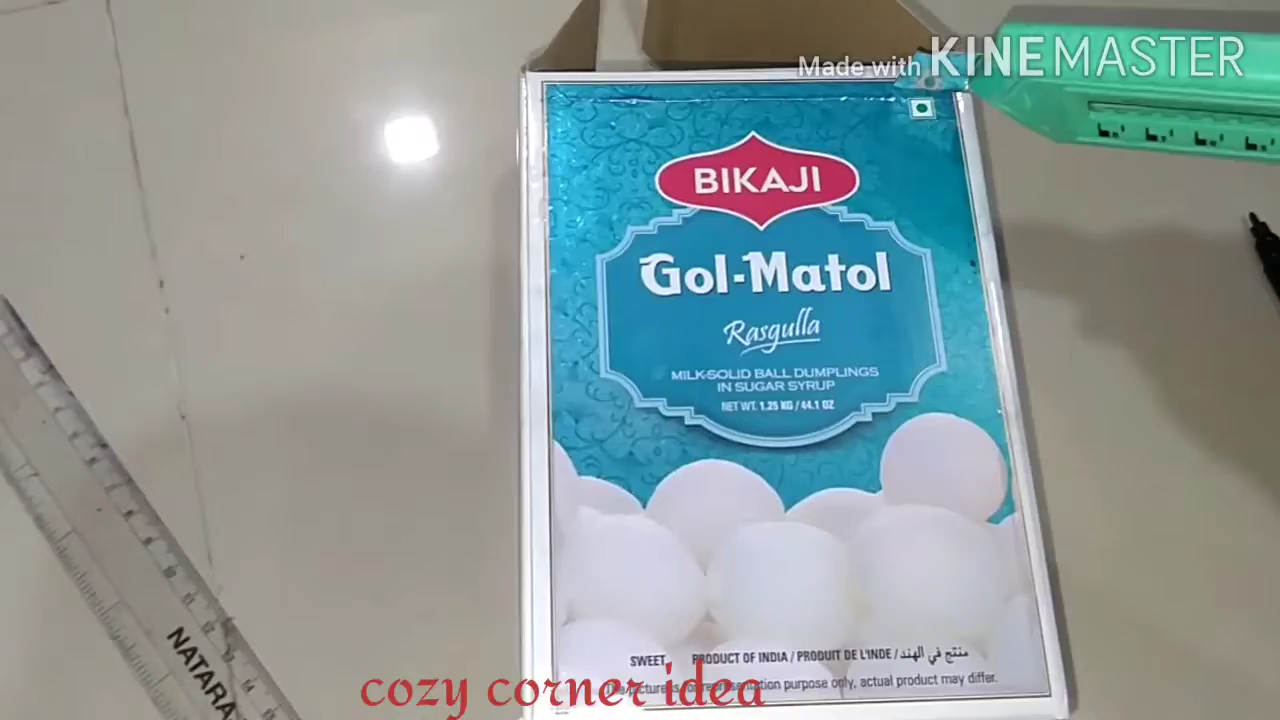 Made with KINEMASTER
BIKAJI
Gol-Matol
Rasgulla
MILK-SOLID BALL DUMPLINGS
IN SUGAR SYRUP
NET WT. 1.25 KG / 44.1 OZ
SWEET PRODUCT OF INDIA / PRODUIT DE L'INDE / منتج في الهند
representation purpose only, actual product may differ.
cozy corner idea
NATARA